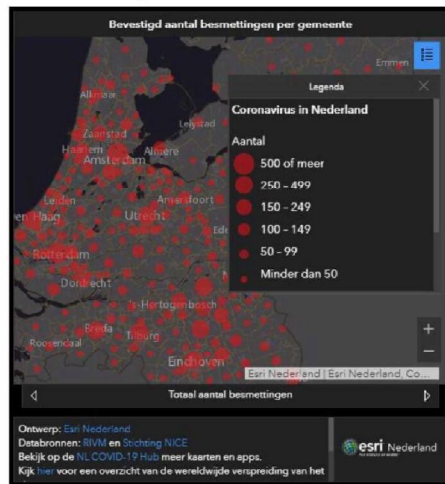 Bevestigd aantal besmettingen per gemeente
Emmen
Legenda
Coronavirus in Nederland
Aantal
500 of meer
250 - 499
150 - 249
100 - 149
50 - 99
Minder dan 50
Alkmaar
Lelystad
Zaanstad
Haarlem
Almere
Amsterdam
Leiden
Amersfoort
en Haag
Utrecht
Ede
Rotterdam
Dordrecht
's-Hertogenbosch
Breda
Tilburg
Roosendaal
Eindhoven
+
−
Esri Nederland | Esri Nederland, Co...
Totaal aantal besmettingen
Ontwerp: Esri Nederland
Databronnen: RIVM en Stichting NICE
Bekijk op de NL COVID-19 Hub meer kaarten en apps.
Kijk hier voor een overzicht van de wereldwijde verspreiding van het
esri Nederland